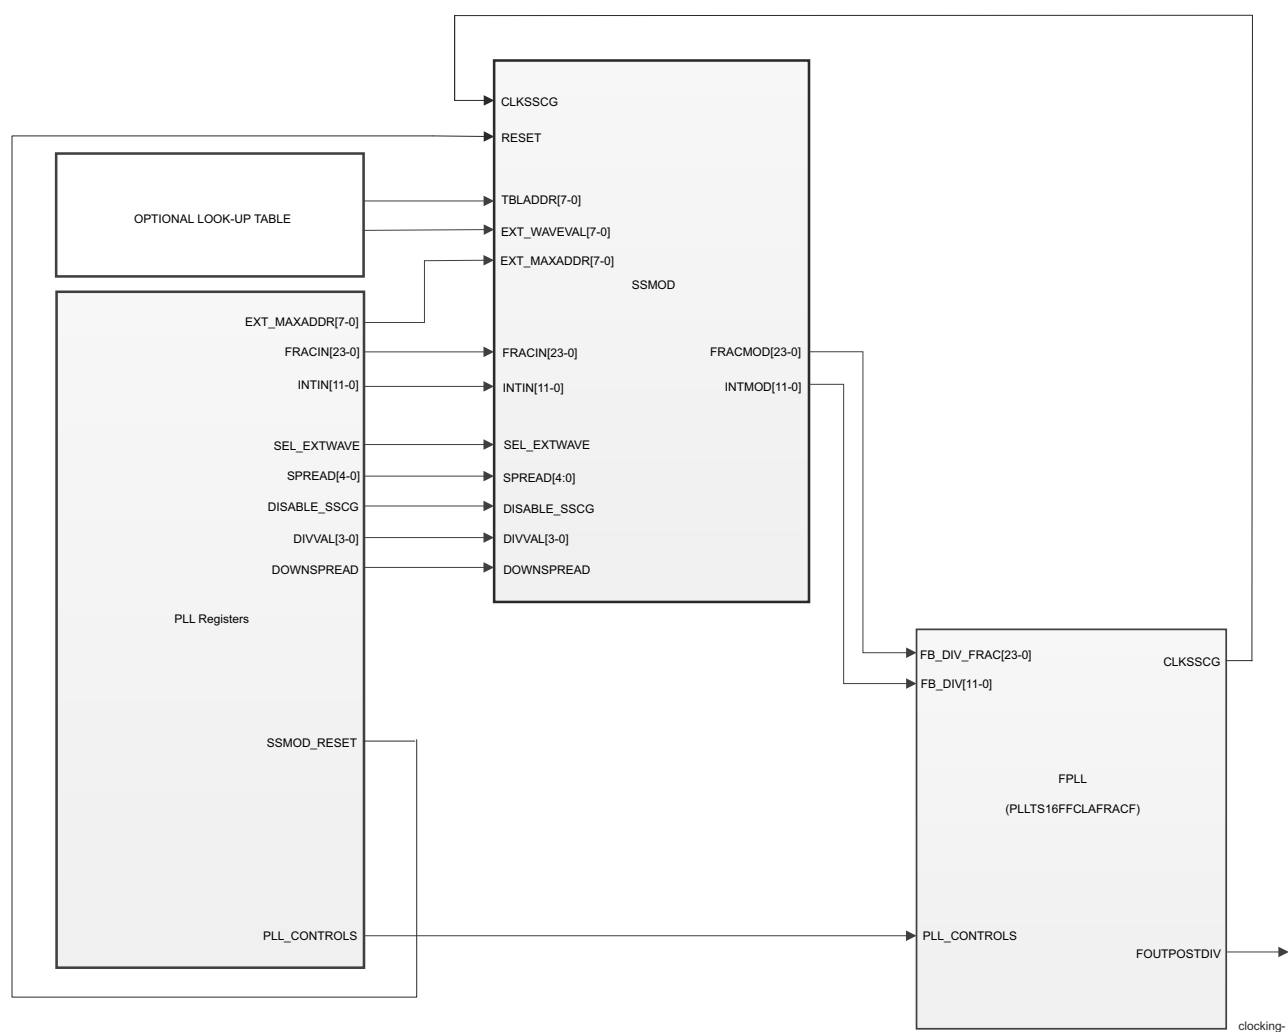 CLKSSCG
RESET
OPTIONAL LOOK-UP TABLE
TBLADDR[7-0]
EXT_WAVEVAL[7-0]
EXT_MAXADDR[7-0]
SSMOD
EXT_MAXADDR[7-0]
FRACIN[23-0]
INTIN[11-0]
SEL_EXTWAVE
SPREAD[4-0]
DISABLE_SSCG
DIVVAL[3-0]
DOWNSPREAD
PLL Registers
SSMOD_RESET
PLL_CONTROLS
FRACIN[23-0]
INTIN[11-0]
SEL_EXTWAVE
SPREAD[4:0]
DISABLE_SSCG
DIVVAL[3-0]
DOWNSPREAD
FRACMOD[23-0]
INTMOD[11-0]
FB_DIV_FRAC[23-0]
FB_DIV[11-0]
CLKSSCG
FPLL
(PLLTS16FFCLAFRACF)
PLL_CONTROLS
FOUTPOSTDIV
clocking-